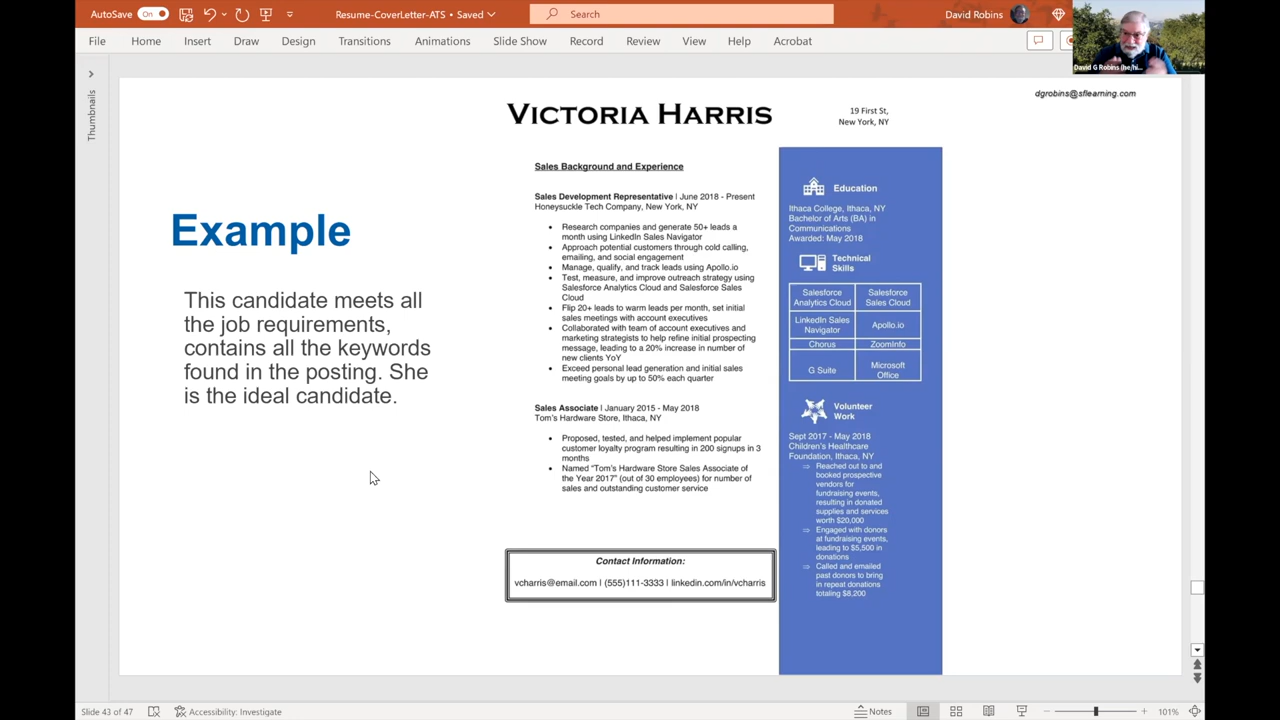 AutoSave On
Resume-CoverLetter-ATS • Saved
Search
David Robins
File Home Insert Draw Design Transitions Animations Slide Show Record Review View Help Acrobat
David G Robins (he/hi...
Thumbnails
dgrobins@sflearning.com
Example
This candidate meets all
the job requirements,
contains all the keywords
found in the posting. She
is the ideal candidate.
VICTORIA HARRIS
19 First St,
New York, NY
Sales Background and Experience
Sales Development Representative | June 2018 - Present
Honeysuckle Tech Company, New York, NY
• Research companies and generate 50+ leads a
month using LinkedIn Sales Navigator
• Approach potential customers through cold calling,
emailing, and social engagement
• Manage, qualify, and track leads using Apollo.io
• Test, measure, and improve outreach strategy using
Salesforce Analytics Cloud and Salesforce Sales
Cloud
• Flip 20+ leads to warm leads per month, set initial
sales meetings with account executives
• Collaborated with team of account executives and
marketing strategists to help refine initial prospecting
message, leading to a 20% increase in number of
new clients YoY
• Exceed personal lead generation and initial sales
meeting goals by up to 50% each quarter
Sales Associate | January 2015 - May 2018
Tom's Hardware Store, Ithaca, NY
• Proposed, tested, and helped implement popular
customer loyalty program resulting in 200 signups in 3
months
• Named “Tom's Hardware Store Sales Associate of
the Year 2017” (out of 30 employees) for number of
sales and outstanding customer service
Contact Information:
vcharris@email.com | (555)111-3333 | linkedin.com/in/vcharris
Education
Ithaca College, Ithaca, NY
Bachelor of Arts (BA) in
Communications
Awarded: May 2018
Technical
Skills
Salesforce
Analytics Cloud
Salesforce
Sales Cloud
LinkedIn Sales
Navigator
Apollo.io
Chorus
ZoomInfo
G Suite
Microsoft
Office
Volunteer
Work
Sept 2017 - May 2018
Children's Healthcare
Foundation, Ithaca, NY
⇒ Reached out to and
booked prospective
vendors for
fundraising events,
resulting in donated
supplies and services
worth $20,000
⇒ Engaged with donors
at fundraising events,
leading to $5,500 in
donations
⇒ Called and emailed
past donors to bring
in repeat donations
totaling $8,200
Slide 43 of 47
Accessibility: Investigate
Notes
101%